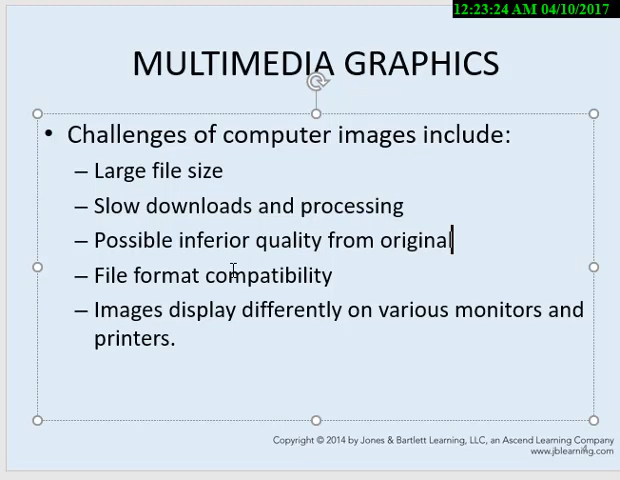 12:23:24 AM 04/10/2017
MULTIMEDIA GRAPHICS
• Challenges of computer images include:
– Large file size
– Slow downloads and processing
– Possible inferior quality from original
– File format compatibility
– Images display differently on various monitors and
printers.
Copyright © 2014 by Jones & Bartlett Learning, LLC, an Ascend Learning Company
www.jblearning.com